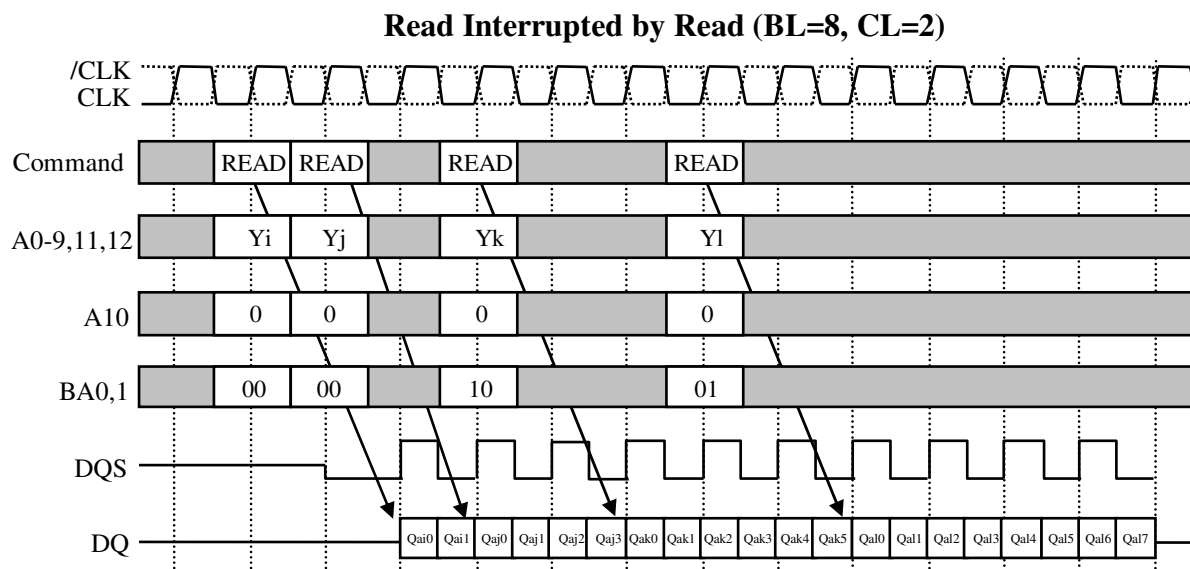 Read Interrupted by Read (BL=8, CL=2)
/CLK
CLK
Command READ READ READ READ
A0-9,11,12 Yi Yj Yk Yl
A10 0 0 0 0
BA0,1 00 00 10 01
DQS
DQ Qai0 Qai1 Qaj0 Qaj1 Qaj2 Qaj3 Qak0 Qak1 Qak2 Qak3 Qak4 Qak5 Qal0 Qal1 Qal2 Qal3 Qal4 Qal5 Qal6 Qal7